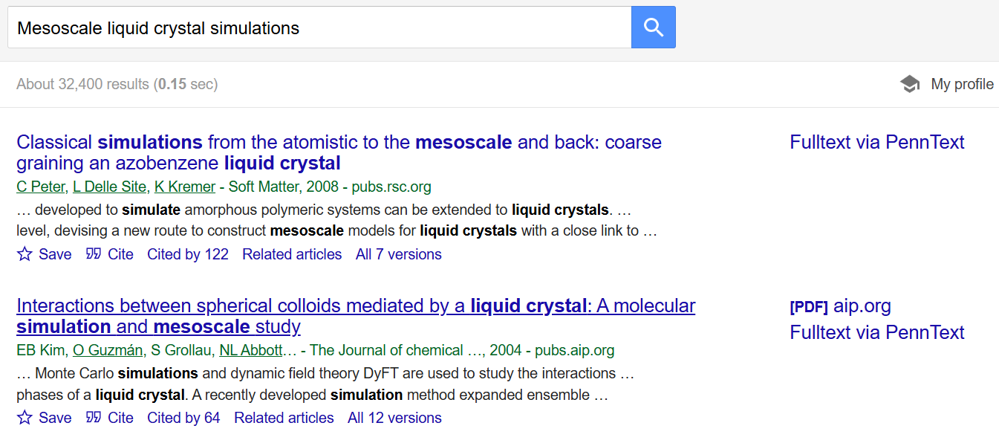 Mesoscale liquid crystal simulations
About 32,400 results (0.15 sec)
My profile
Classical simulations from the atomistic to the mesoscale and back: coarse
graining an azobenzene liquid crystal
Fulltext via PennText
C Peter, L Delle Site, K Kremer - Soft Matter, 2008 - pubs.rsc.org
… developed to simulate amorphous polymeric systems can be extended to liquid crystals. …
level, devising a new route to construct mesoscale models for liquid crystals with a close link to …
Save Cite Cited by 122 Related articles All 7 versions
Interactions between spherical colloids mediated by a liquid crystal: A molecular
simulation and mesoscale study
[PDF] aip.org
Fulltext via PennText
EB Kim, O Guzmán, S Grollau, NL Abbott… - The Journal of chemical …, 2004 - pubs.aip.org
… Monte Carlo simulations and dynamic field theory DyFT are used to study the interactions …
phases of a liquid crystal. A recently developed simulation method expanded ensemble …
Save Cite Cited by 64 Related articles All 12 versions